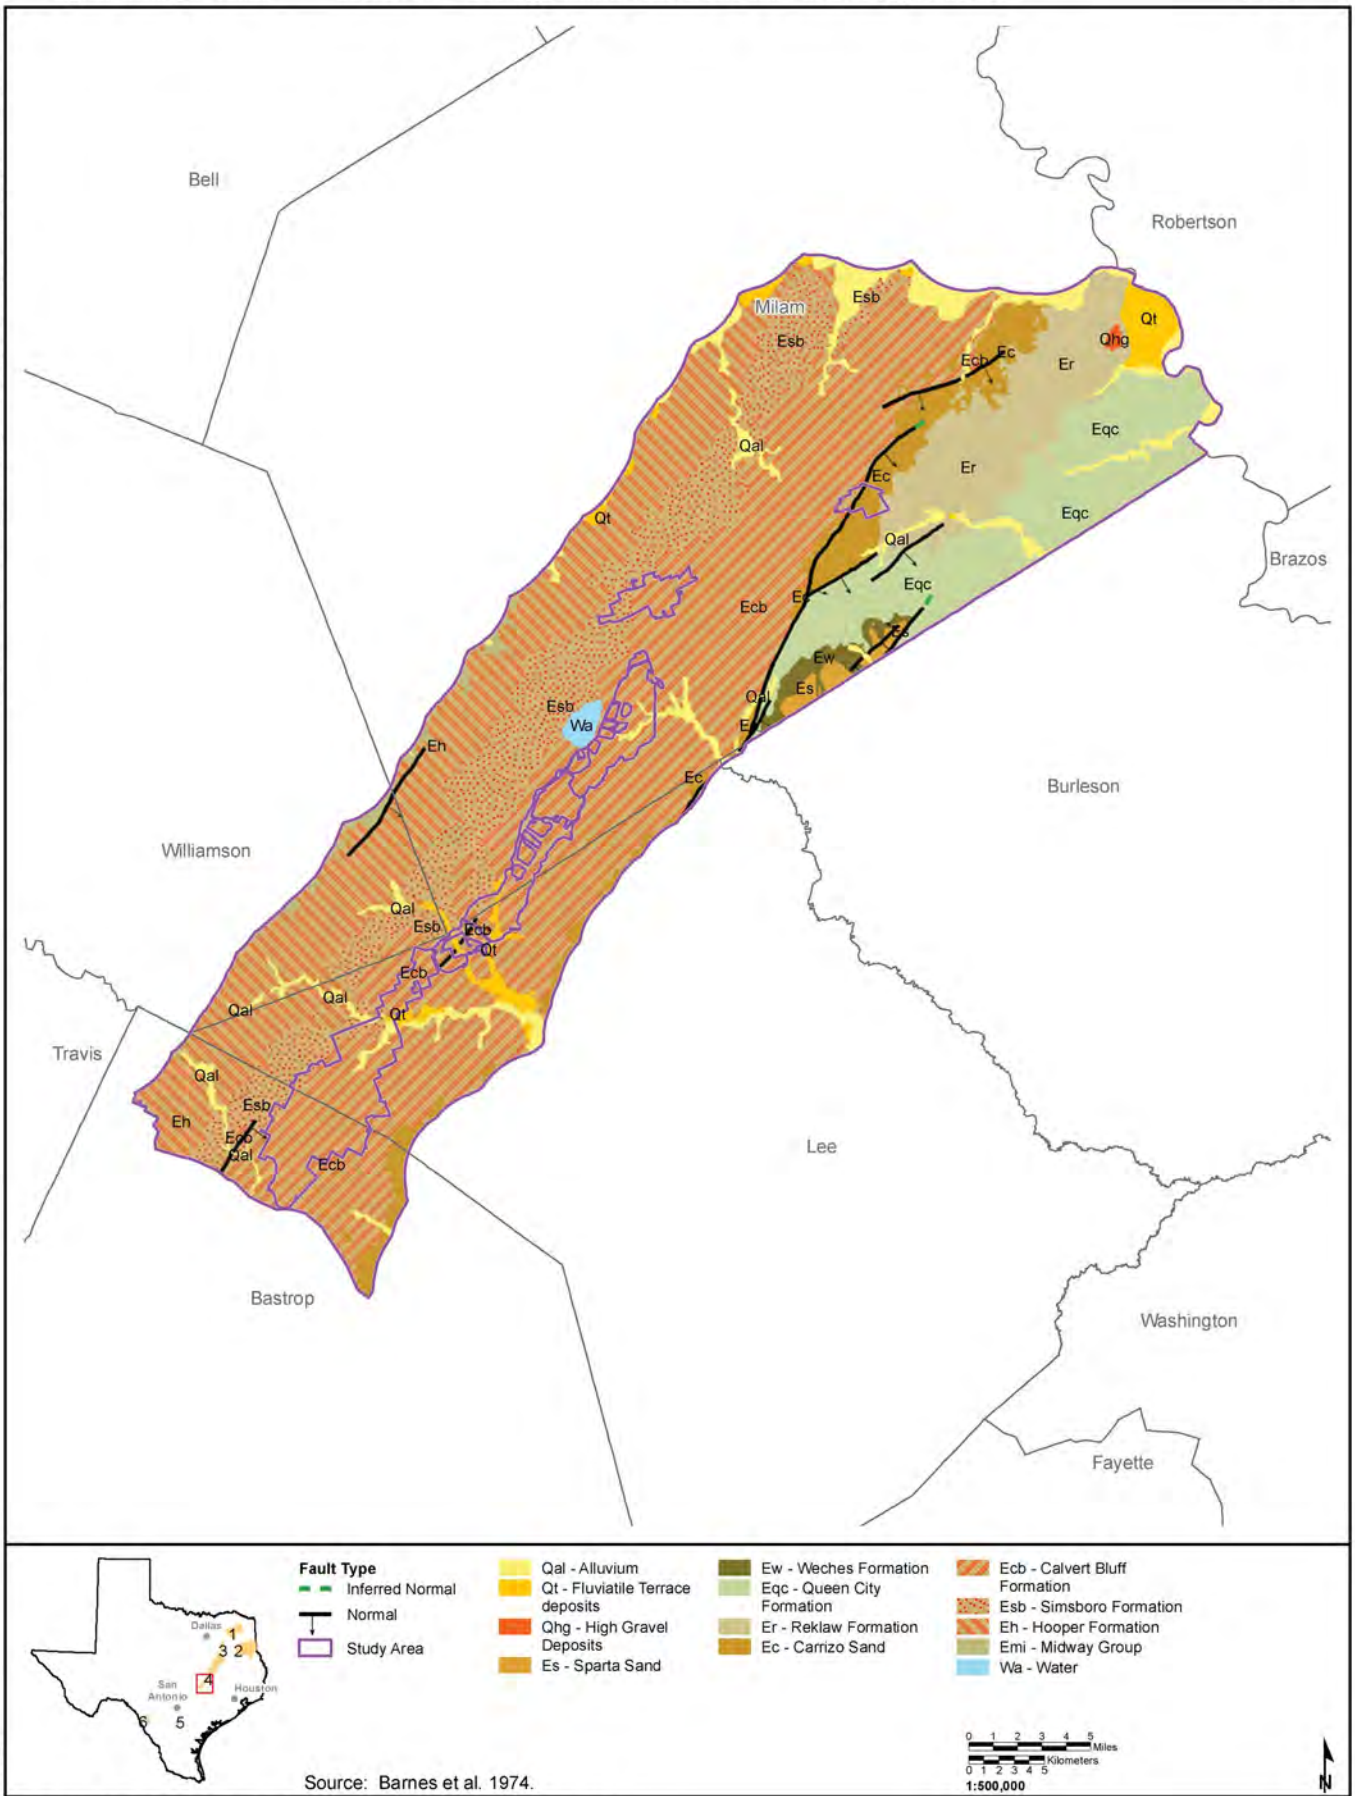 Bell
Robertson
Milam
Esb
Esb
Qt
Qhg
Ecb
Ec
Er
Eqc
Qal
Er
Ec
Eqc
Qt
Qal
Brazos
Eqc
Ecb
Ec
Es
Ew
Es
Qal
Esb
Wa
Eh
Ec
Burleson
Williamson
Qal
Esb
Ecb
Qt
Ecb
Qal
Qal
Qt
Travis
Qal
Esb
Eh
Ecb
Qal
Ecb
Lee
Bastrop
Washington
Fayette
Dallas
1
3 2
4
San
Antonio
Houston
6
5
Fault Type
Inferred Normal
Normal
Study Area
Qal - Alluvium
Qt - Fluviatile Terrace
deposits
Qhg - High Gravel
Deposits
Es - Sparta Sand
Ew - Weches Formation
Eqc - Queen City
Formation
Er - Reklaw Formation
Ec - Carrizo Sand
Ecb - Calvert Bluff
Formation
Esb - Simsboro Formation
Eh - Hooper Formation
Emi - Midway Group
Wa - Water
0 1 2 3 4 5
Miles
Kilometers
0 1 2 3 4 5
1:500,000
N
Source: Barnes et al. 1974.